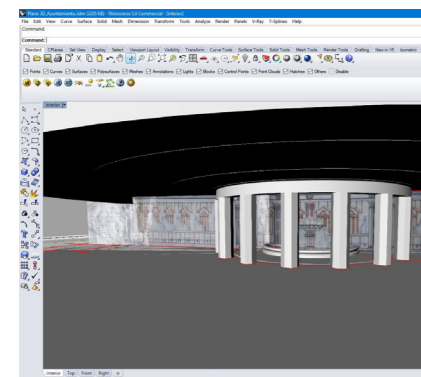 Plano 3D_Ayuntamiento.3dm (1205 KB) - Rhinoceros 5.0 Commercial - [interior]
File Edit View Curve Surface Solid Mesh Dimension Transform Tools Analyze Render Panels V-Ray T-Splines Help
Command:
Command:
Standard CPlanes Set View Display Select Viewport Layout Visibility Transform Curve Tools Surface Tools Solid Tools Mesh Tools Render Tools Drafting New in V5 Isometric
Points Curves Surfaces Polysurfaces Meshes Annotations Lights Blocks Control Points Point Clouds Hatches Others Disable
interior
interior Top Front Right